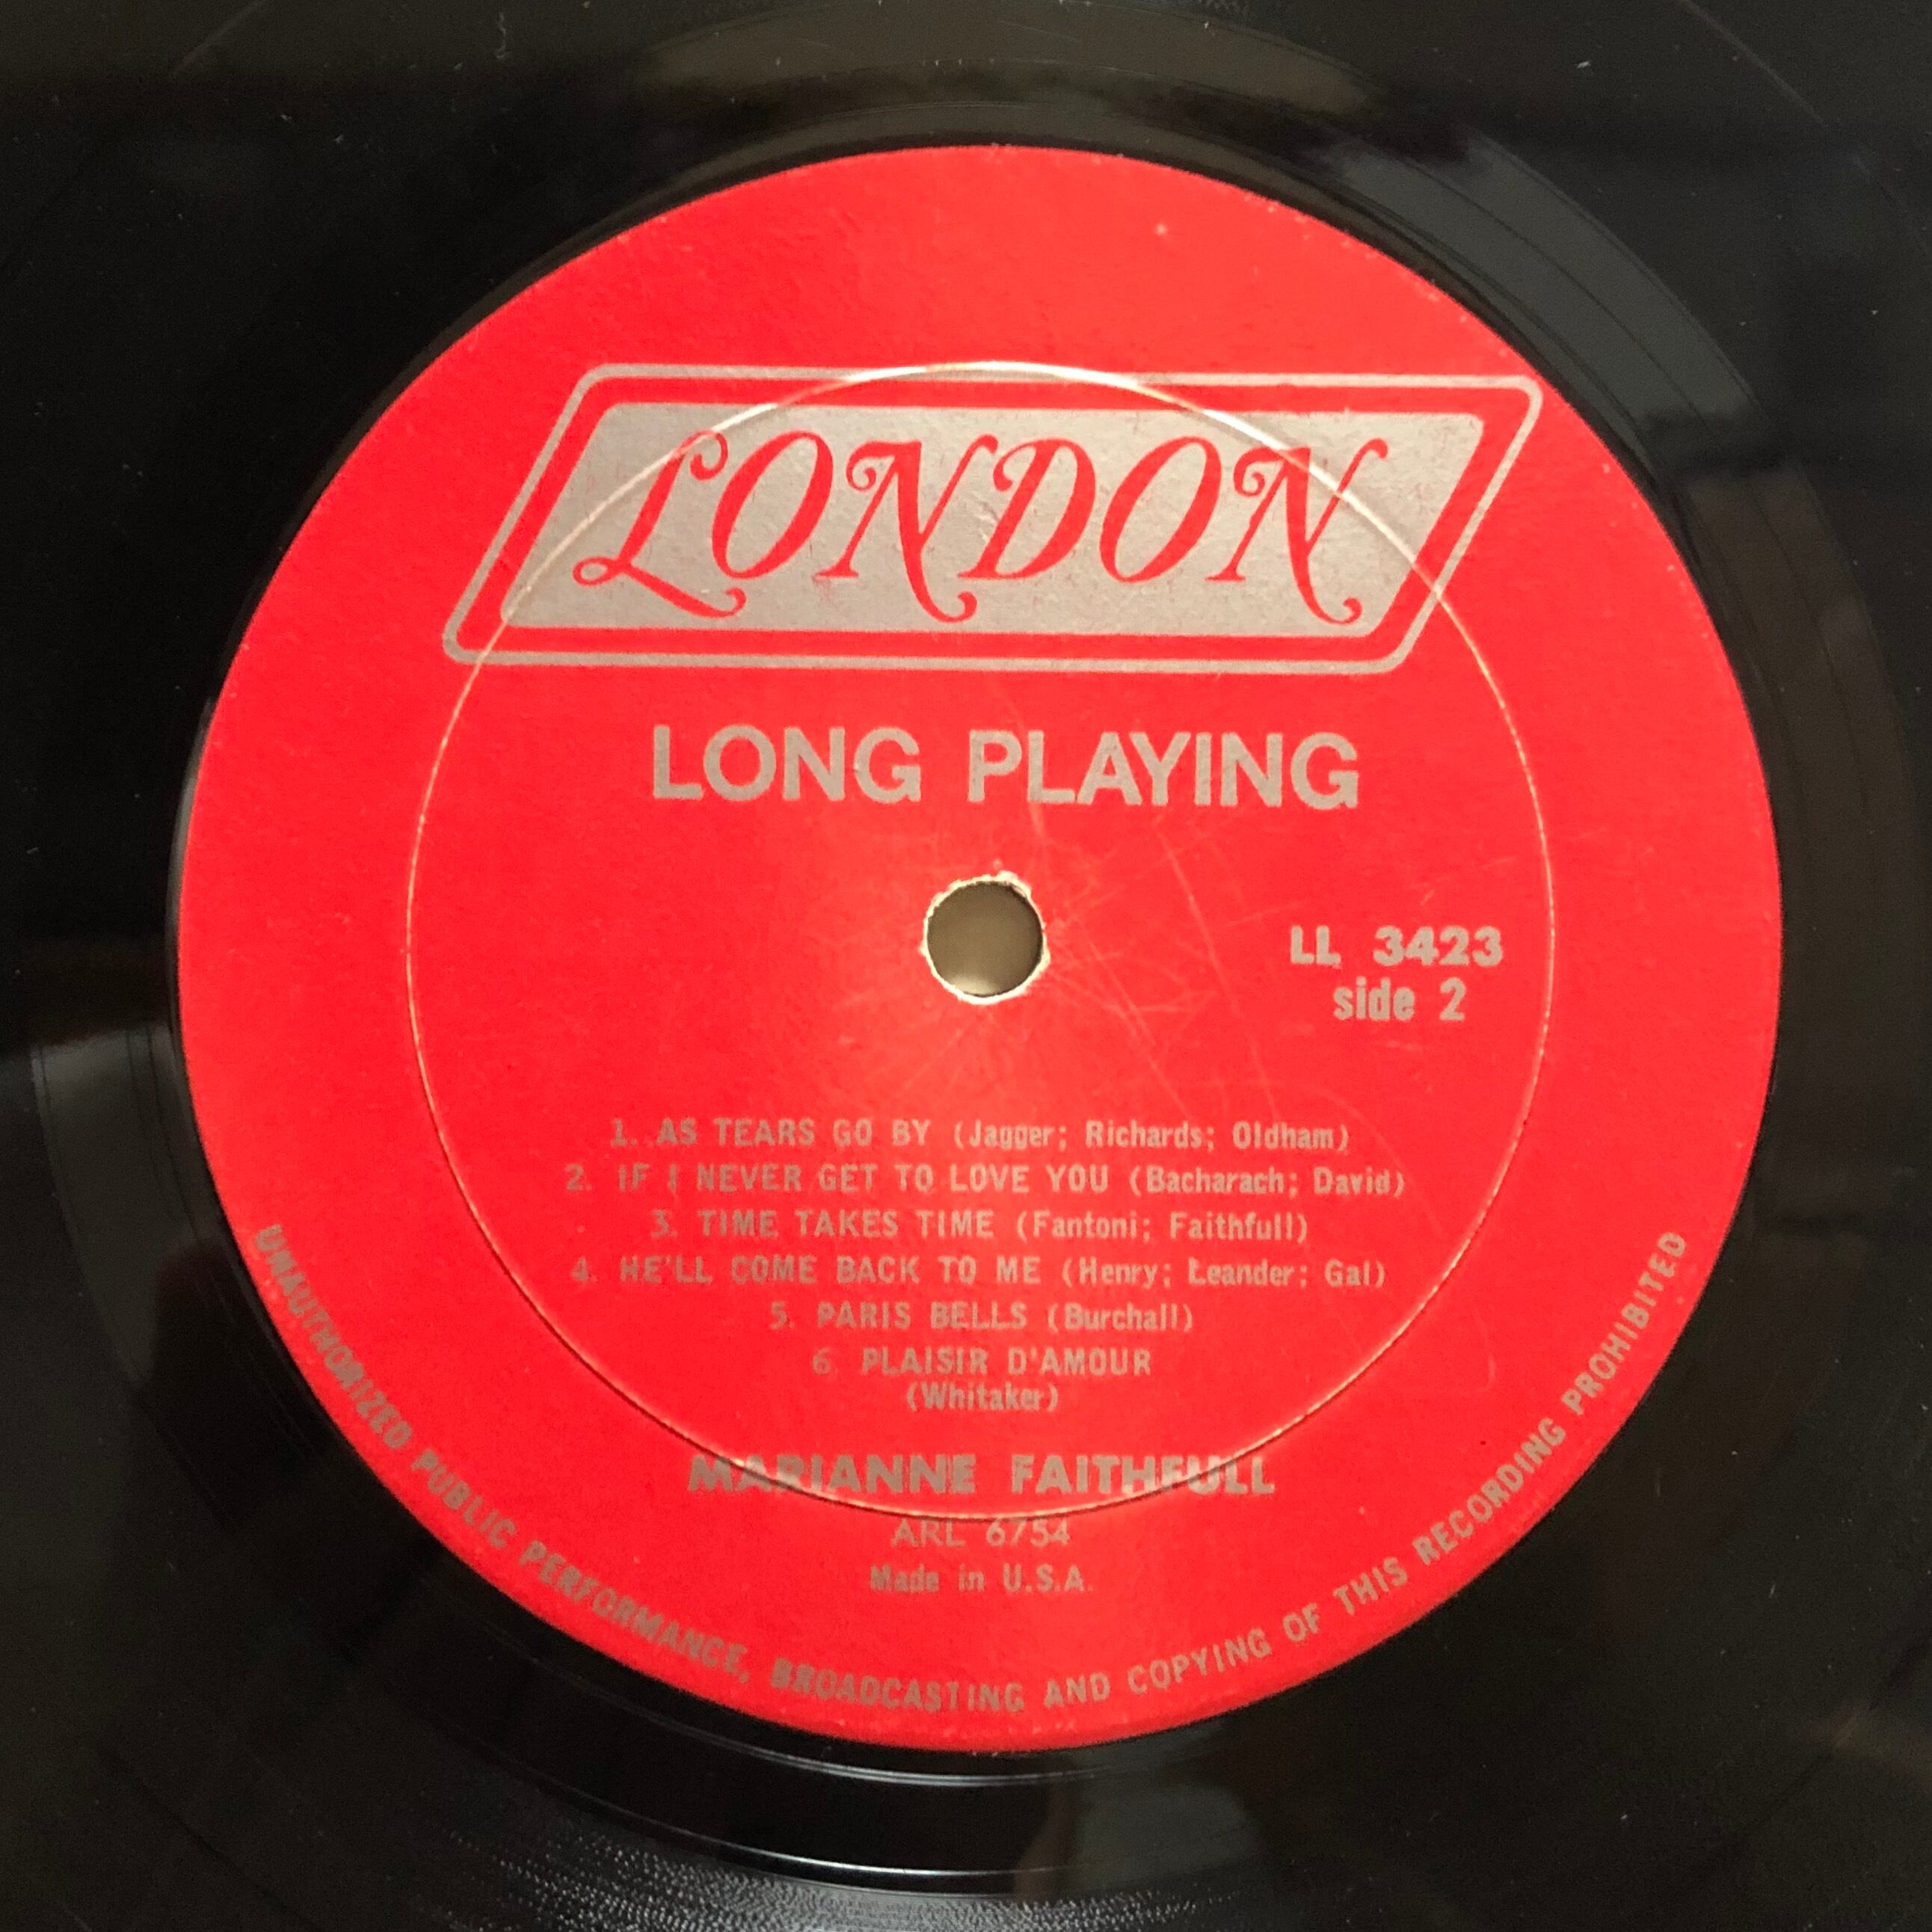 LONDON
LONG PLAYING
LL 3423
side 2
1. AS TEARS GO BY (Jagger; Richards; Oldham)
2. IF I NEVER GET TO LOVE YOU (Bacharach; David)
3. TIME TAKES TIME (Fantoni; Faithfull)
4. HE'LL COME BACK TO ME (Henry; Leander; Gal)
5. PARIS BELLS (Burchall)
6. PLAISIR D'AMOUR
(Whitaker)
MARIANNE FAITHFULL
ARL 6754
Made in U.S.A.
UNAUTHORIZED PUBLIC PERFORMANCE, BROADCASTING AND COPYING OF THIS RECORDING PROHIBITED